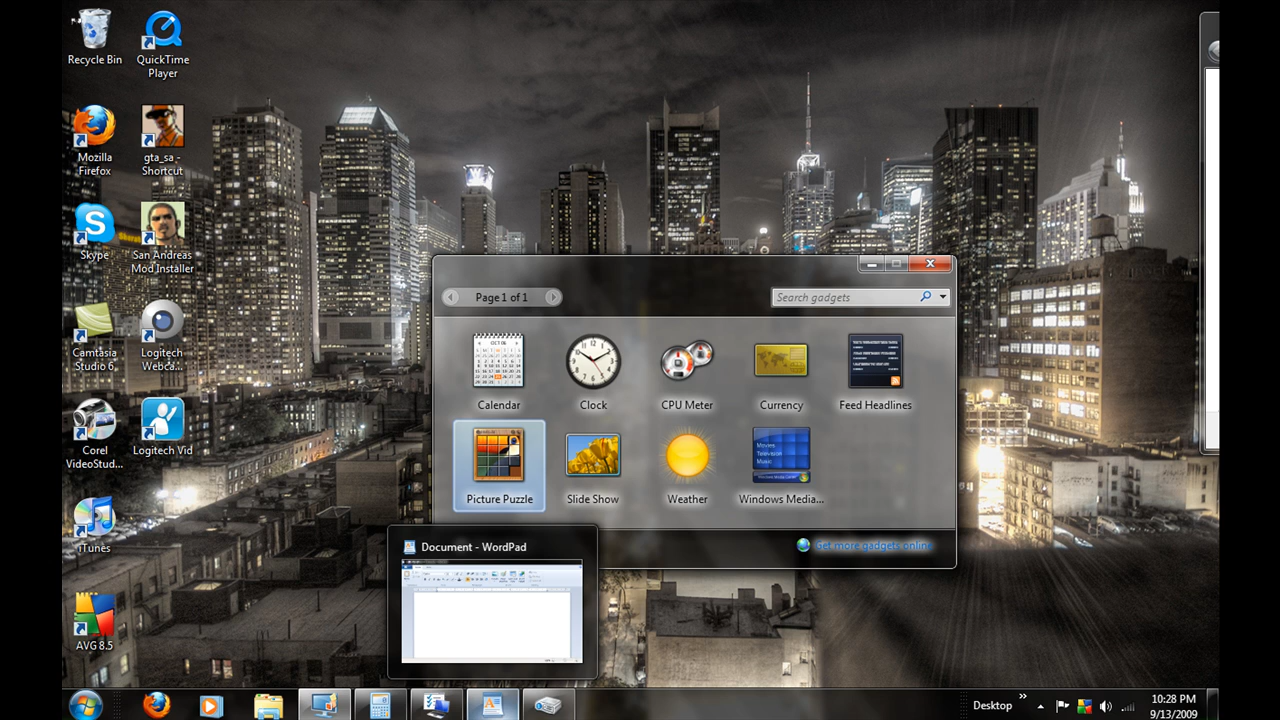 Recycle Bin
QuickTime
Player
Mozilla
Firefox
gta_sa -
Shortcut
Skype
San Andreas
Mod Installer
Camtasia
Studio 6
Logitech
Webca...
Corel
VideoStud...
Logitech Vid
iTunes
AVG 8.5
Page 1 of 1
Search gadgets
Calendar
Clock
CPU Meter
Currency
Feed Headlines
Picture Puzzle
Slide Show
Weather
Movies
Television
Music
Windows Media...
Get more gadgets online
Document - WordPad
Desktop
10:28 PM
9/13/2009